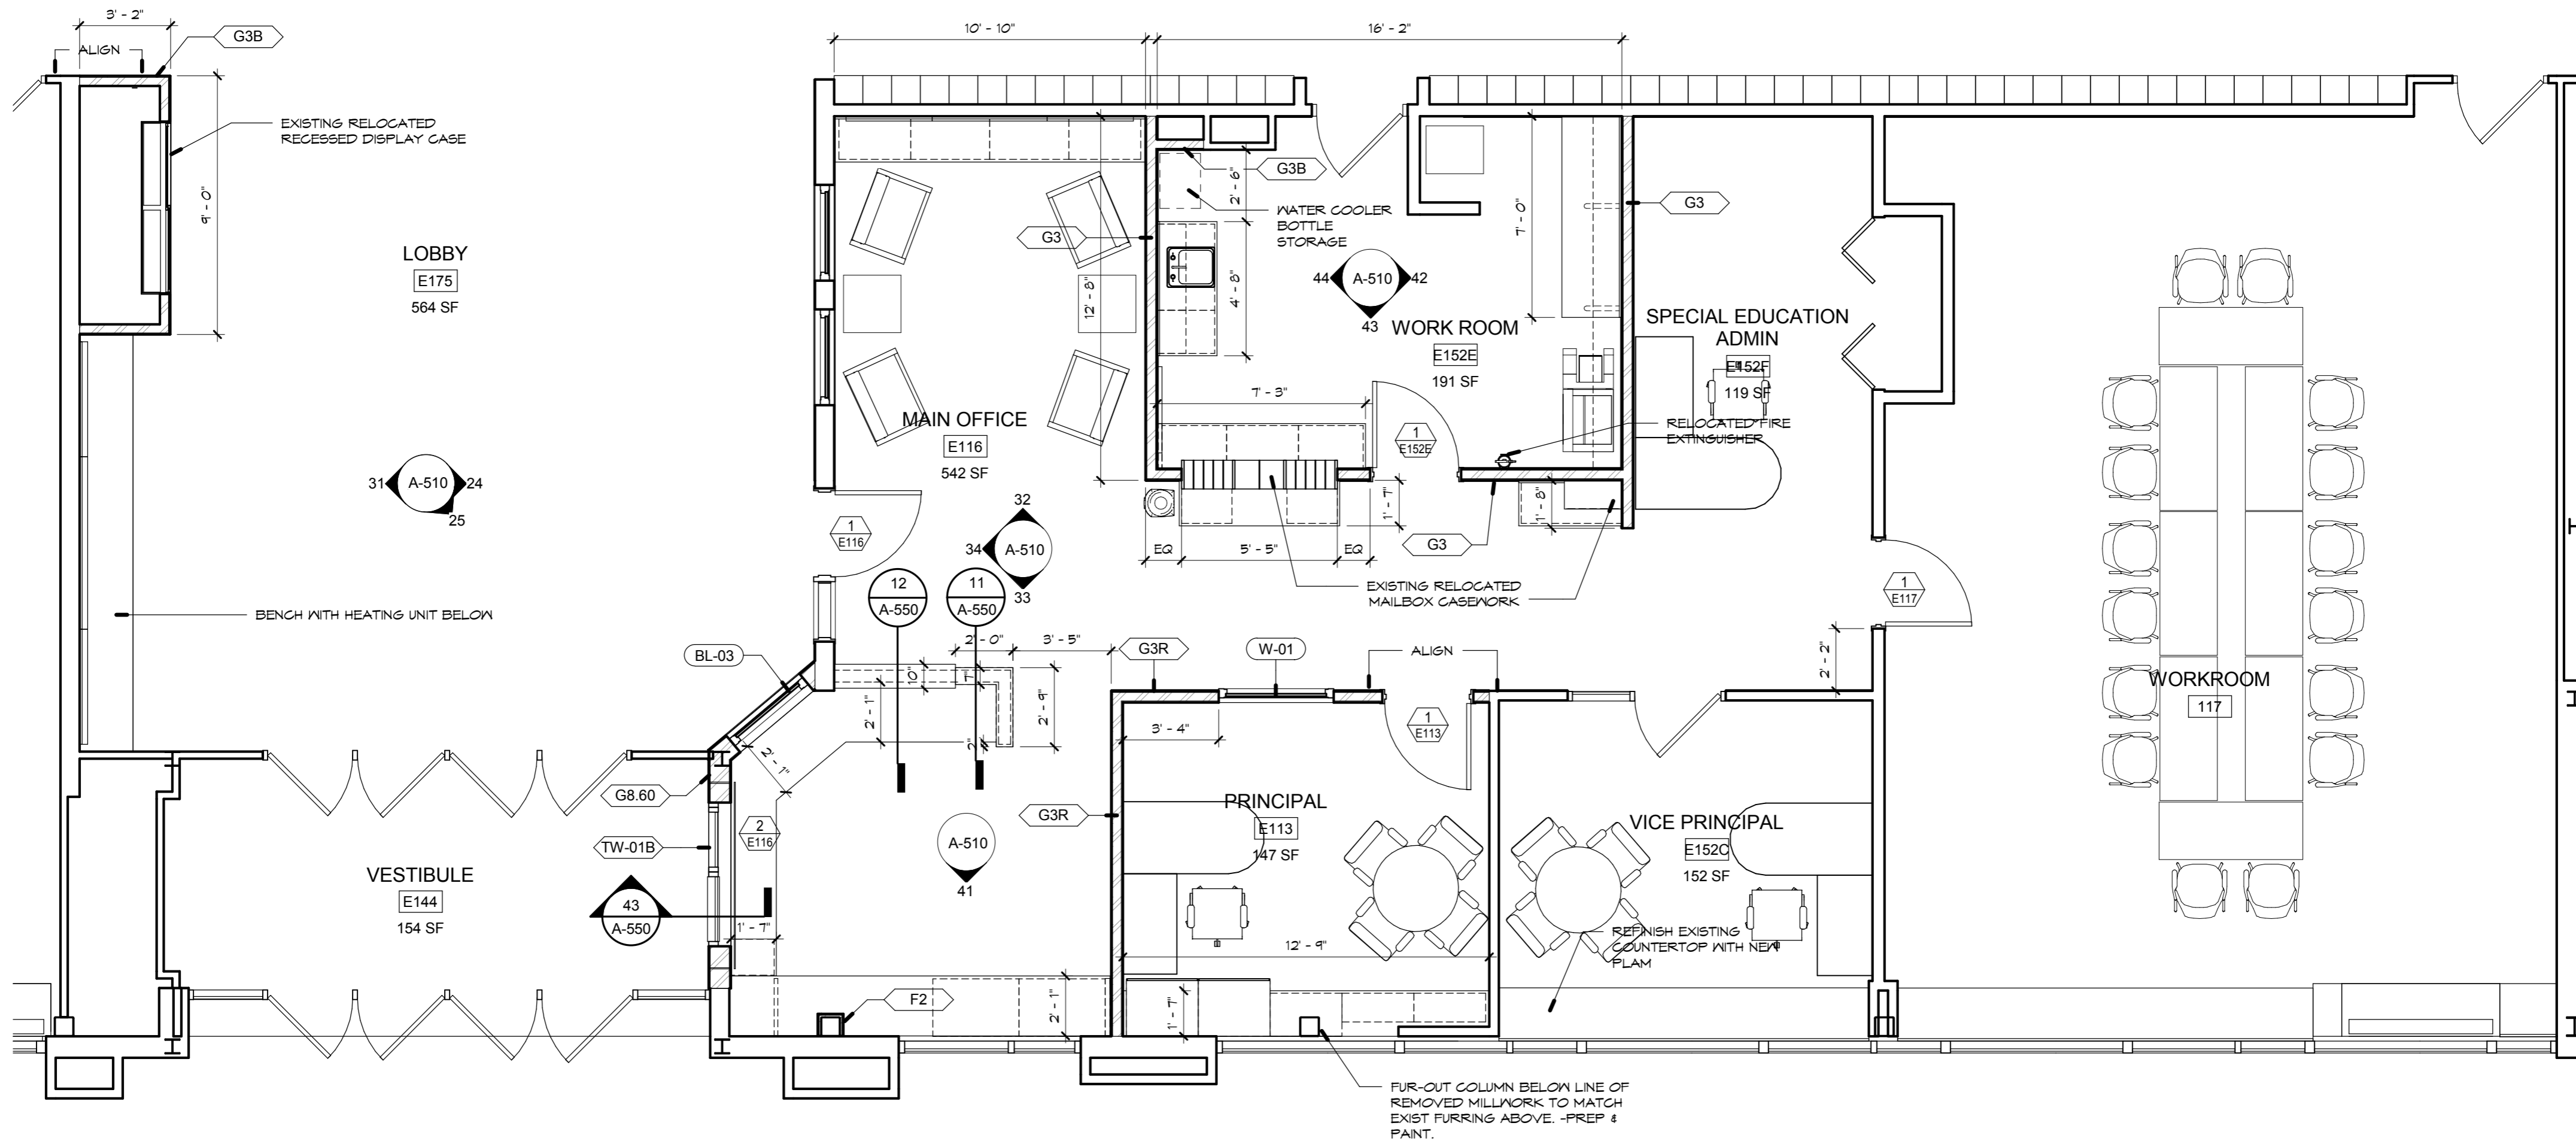 3' - 2"
ALIGN
G3B
EXISTING RELOCATED
RECESSED DISPLAY CASE
9' - 0"
LOBBY
E175
564 SF
31
A-510
24
25
BENCH WITH HEATING UNIT BELOW
10' - 10"
16' - 2"
G3
12' - 8"
MAIN OFFICE
E116
542 SF
1
E116
32
34
A-510
33
12
A-550
11
A-550
G3B
2' - 6"
WATER COOLER
BOTTLE
STORAGE
4' - 8"
44
A-510
42
43
7' - 0"
WORK ROOM
E152E
191 SF
7' - 3"
1
E152E
G3
SPECIAL EDUCATION
ADMIN
E152F
119 SF
RELOCATED FIRE
EXTINGUISHER
1' - 7"
1' - 8"
G3
EQ
5' - 5"
EQ
EXISTING RELOCATED
MAILBOX CASEWORK
1
E117
2' - 2"
WORKROOM
117
BL-03
2' - 0"
3' - 5"
10"
7"
2' - 1"
2' - 9"
2"
2' - 1"
G3R
W-01
ALIGN
3' - 4"
1
E113
G8.60
TW-01B
2
E116
G3R
A-510
41
VESTIBULE
E144
154 SF
43
A-550
1' - 7"
F2
2' - 1"
PRINCIPAL
E113
147 SF
12' - 9"
1' - 7"
VICE PRINCIPAL
E152C
152 SF
REFINISH EXISTING
COUNTERTOP WITH NEW
PLAM
FUR-OUT COLUMN BELOW LINE OF
REMOVED MILLWORK TO MATCH
EXIST FURRING ABOVE. -PREP &
PAINT.